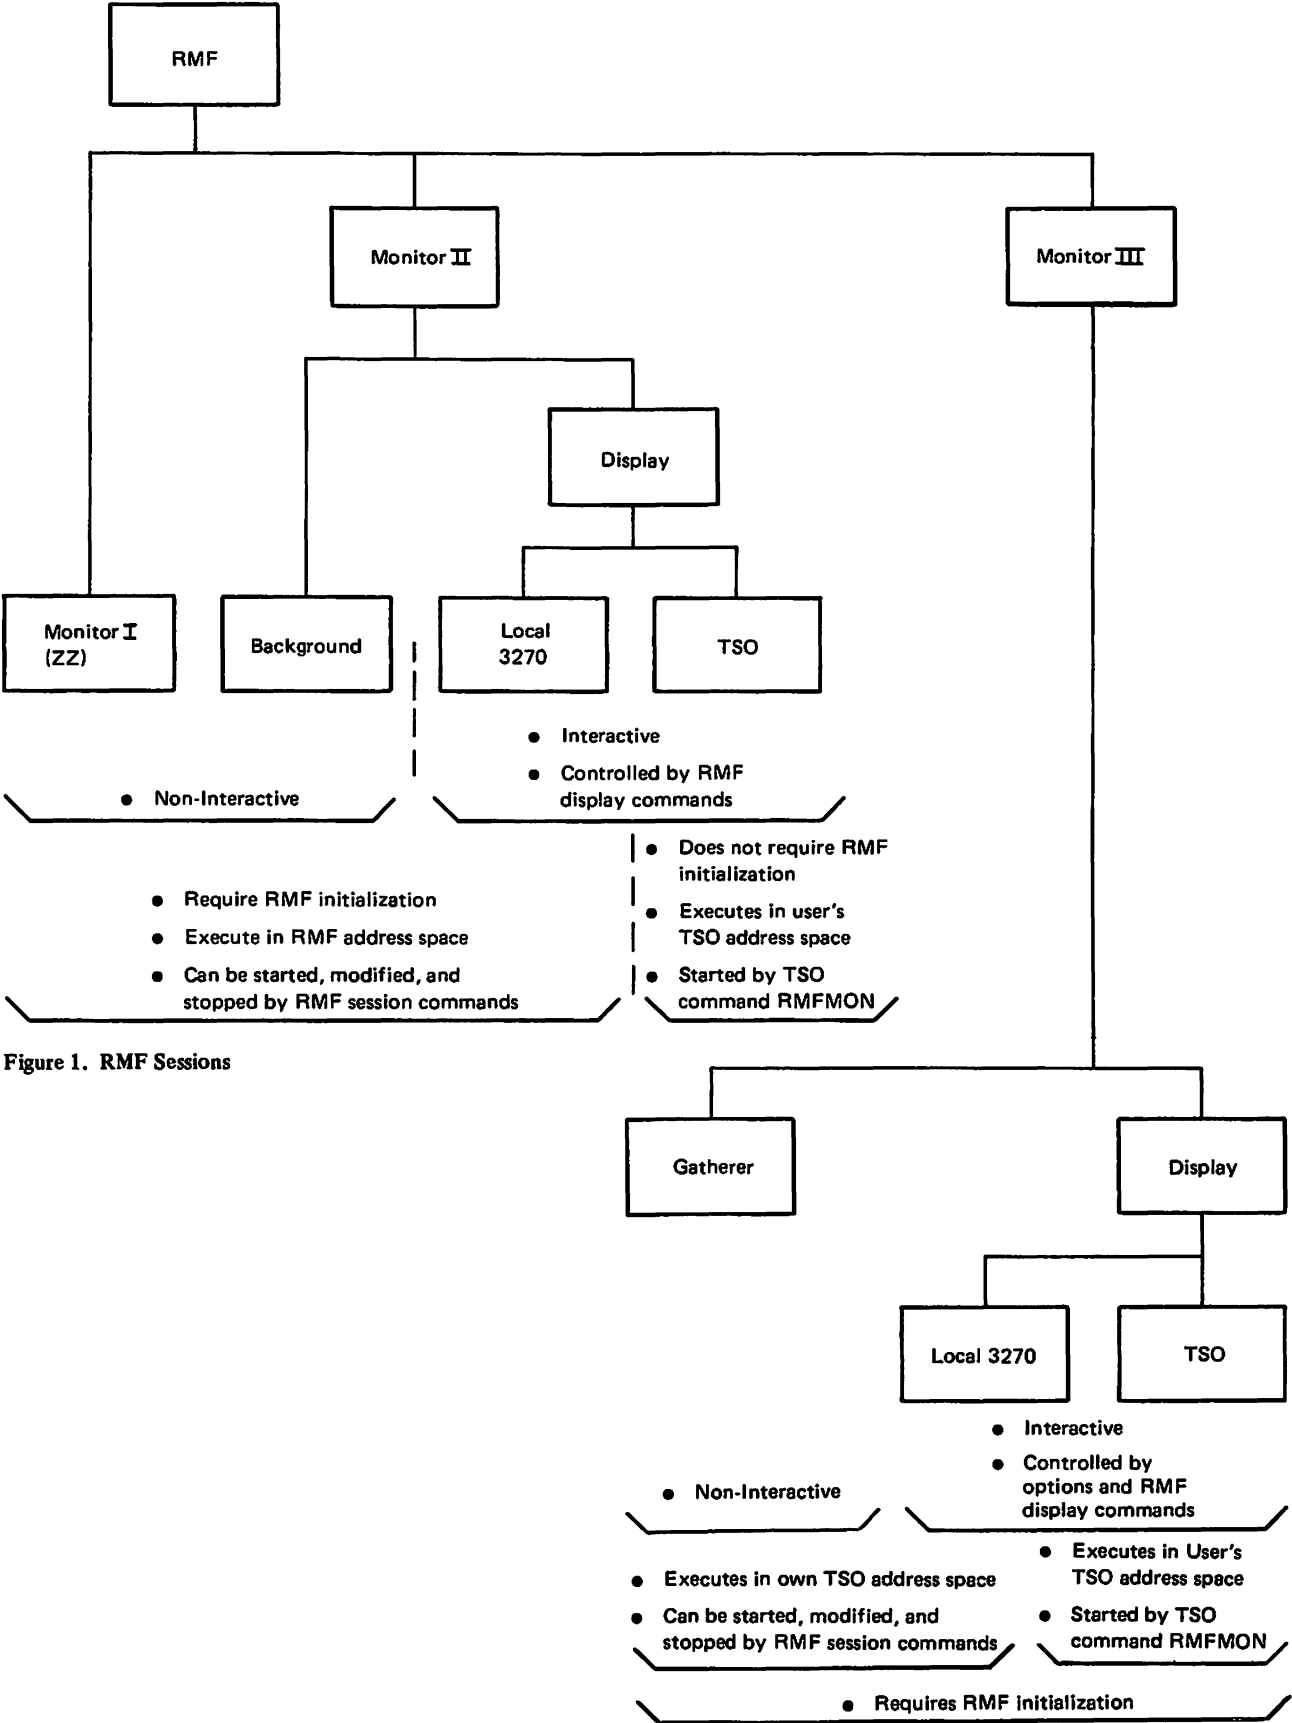 RMF
Monitor II
Monitor III
Display
Monitor I
(ZZ)
Background
Local
3270
TSO
● Interactive
● Controlled by RMF
display commands
● Non-Interactive
● Does not require RMF
initialization
● Executes in user's
TSO address space
● Started by TSO
command RMFMON
● Require RMF initialization
● Execute in RMF address space
● Can be started, modified, and
stopped by RMF session commands
Figure 1. RMF Sessions
Gatherer
Display
Local 3270
TSO
● Interactive
● Controlled by
options and RMF
display commands
● Non-Interactive
● Executes in User's
TSO address space
● Started by TSO
command RMFMON
● Executes in own TSO address space
● Can be started, modified, and
stopped by RMF session commands
● Requires RMF initialization